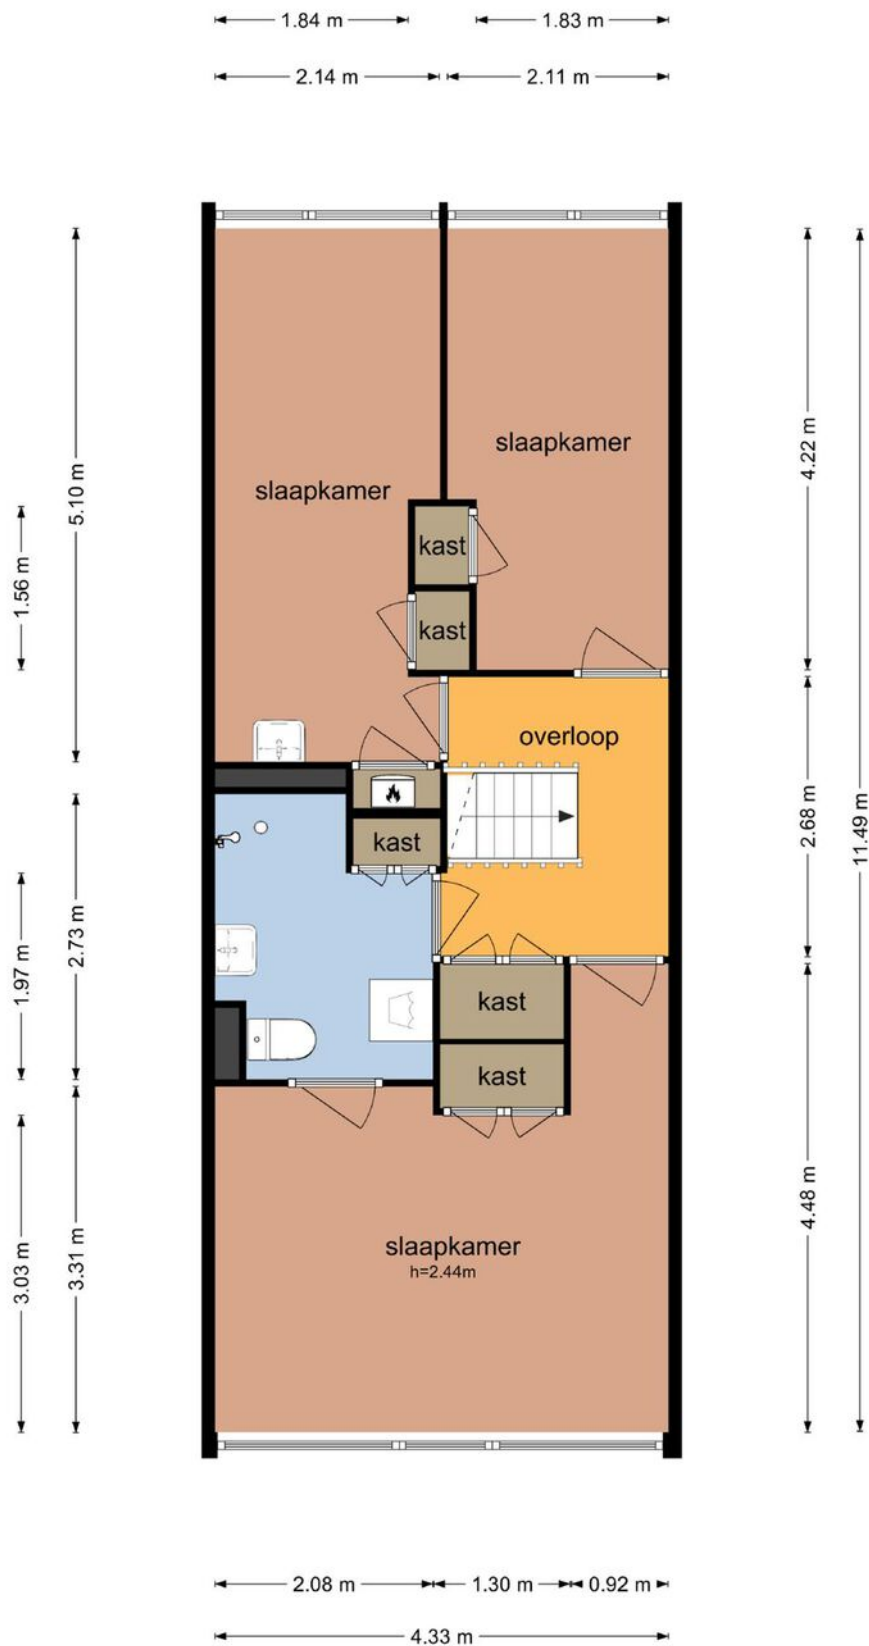 1.84 m
1.83 m
2.14 m
2.11 m
slaapkamer
slaapkamer
kast
kast
overloop
kast
kast
kast
slaapkamer
h=2.44m
5.10 m
1.56 m
2.73 m
1.97 m
3.31 m
3.03 m
4.22 m
2.68 m
11.49 m
4.48 m
2.08 m
1.30 m
0.92 m
4.33 m